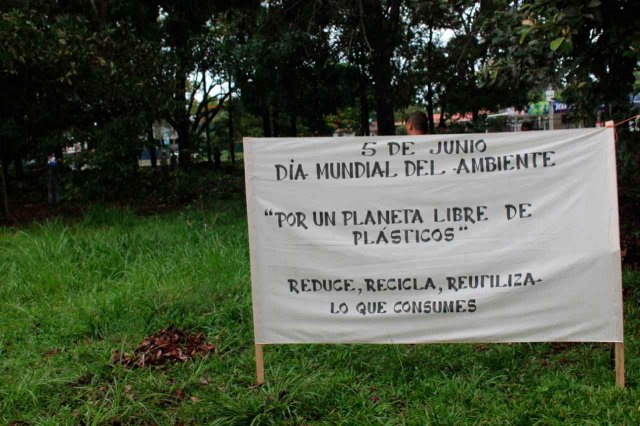 5 DE JUNIO
DÍA MUNDIAL DEL AMBIENTE
"POR UN PLANETA LIBRE DE
PLÁSTICOS"
REDUCE, RECICLA, REUTILIZA
LO QUE CONSUMES